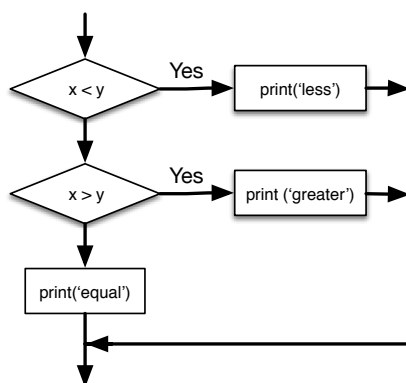 x < y
Yes
print(‘less’)
x > y
Yes
print (‘greater’)
print(‘equal’)